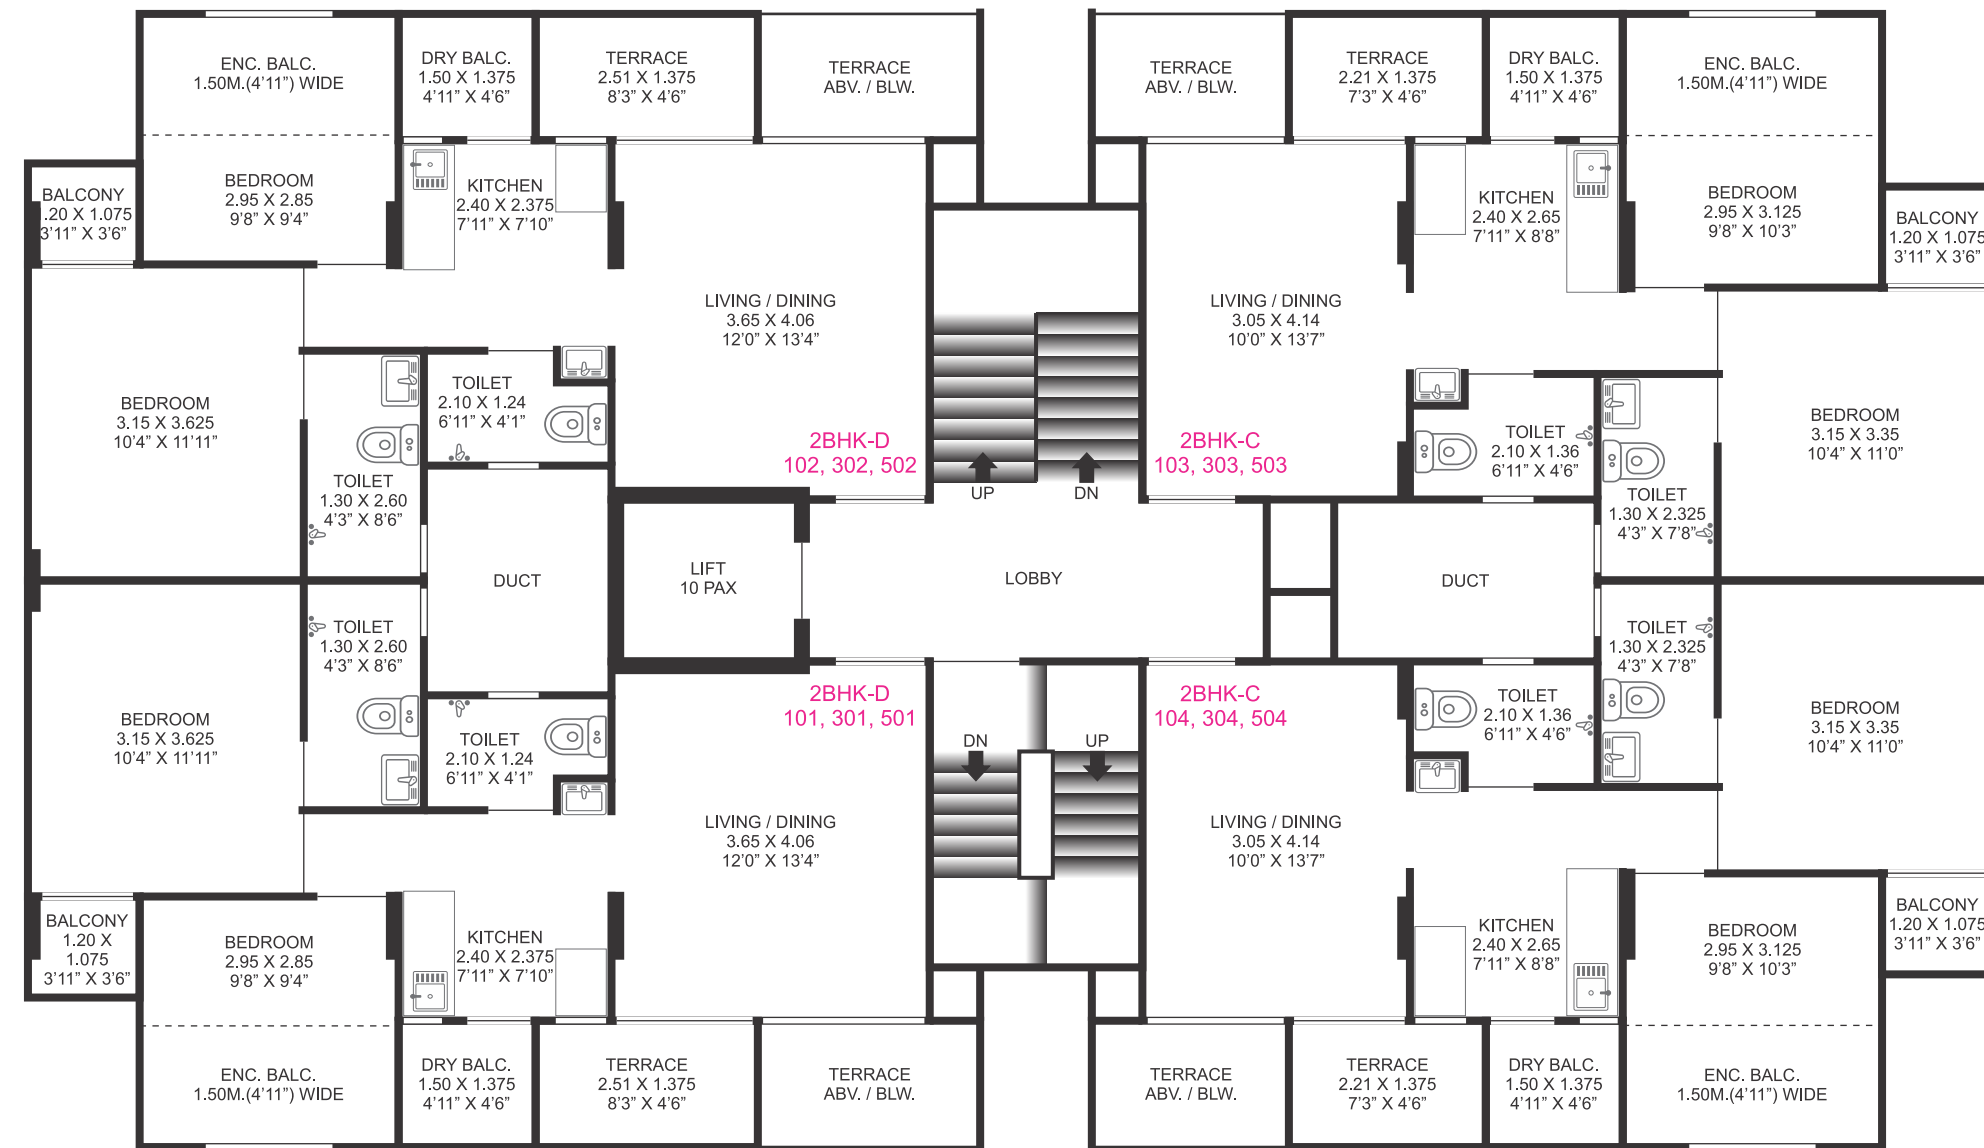 ENC. BALC.
1.50M.(4'11") WIDE
DRY BALC.
1.50 X 1.375
4'11" X 4'6"
TERRACE
2.51 X 1.375
8'3" X 4'6"
TERRACE
ABV. / BLW.
TERRACE
ABV. / BLW.
TERRACE
2.21 X 1.375
7'3" X 4'6"
DRY BALC.
1.50 X 1.375
4'11" X 4'6"
ENC. BALC.
1.50M.(4'11") WIDE
BALCONY
.20 X 1.075
3'11" X 3'6"
BEDROOM
2.95 X 2.85
9'8" X 9'4"
KITCHEN
2.40 X 2.375
7'11" X 7'10"
KITCHEN
2.40 X 2.65
7'11" X 8'8"
BEDROOM
2.95 X 3.125
9'8" X 10'3"
BALCONY
1.20 X 1.075
3'11" X 3'6"
LIVING / DINING
3.65 X 4.06
12'0" X 13'4"
LIVING / DINING
3.05 X 4.14
10'0" X 13'7"
BEDROOM
3.15 X 3.625
10'4" X 11'11"
TOILET
2.10 X 1.24
6'11" X 4'1"
2BHK-D
102, 302, 502
2BHK-C
103, 303, 503
TOILET
2.10 X 1.36
6'11" X 4'6"
BEDROOM
3.15 X 3.35
10'4" X 11'0"
TOILET
1.30 X 2.60
4'3" X 8'6"
UP
DN
TOILET
1.30 X 2.325
4'3" X 7'8"
DUCT
LIFT
10 PAX
LOBBY
DUCT
TOILET
1.30 X 2.60
4'3" X 8'6"
TOILET
1.30 X 2.325
4'3" X 7'8"
2BHK-D
101, 301, 501
2BHK-C
104, 304, 504
BEDROOM
3.15 X 3.625
10'4" X 11'11"
TOILET
2.10 X 1.24
6'11" X 4'1"
DN
UP
TOILET
2.10 X 1.36
6'11" X 4'6"
BEDROOM
3.15 X 3.35
10'4" X 11'0"
LIVING / DINING
3.65 X 4.06
12'0" X 13'4"
LIVING / DINING
3.05 X 4.14
10'0" X 13'7"
BALCONY
1.20 X
1.075
3'11" X 3'6"
BEDROOM
2.95 X 2.85
9'8" X 9'4"
KITCHEN
2.40 X 2.375
7'11" X 7'10"
KITCHEN
2.40 X 2.65
7'11" X 8'8"
BEDROOM
2.95 X 3.125
9'8" X 10'3"
BALCONY
1.20 X 1.075
3'11" X 3'6"
ENC. BALC.
1.50M.(4'11") WIDE
DRY BALC.
1.50 X 1.375
4'11" X 4'6"
TERRACE
2.51 X 1.375
8'3" X 4'6"
TERRACE
ABV. / BLW.
TERRACE
ABV. / BLW.
TERRACE
2.21 X 1.375
7'3" X 4'6"
DRY BALC.
1.50 X 1.375
4'11" X 4'6"
ENC. BALC.
1.50M.(4'11") WIDE